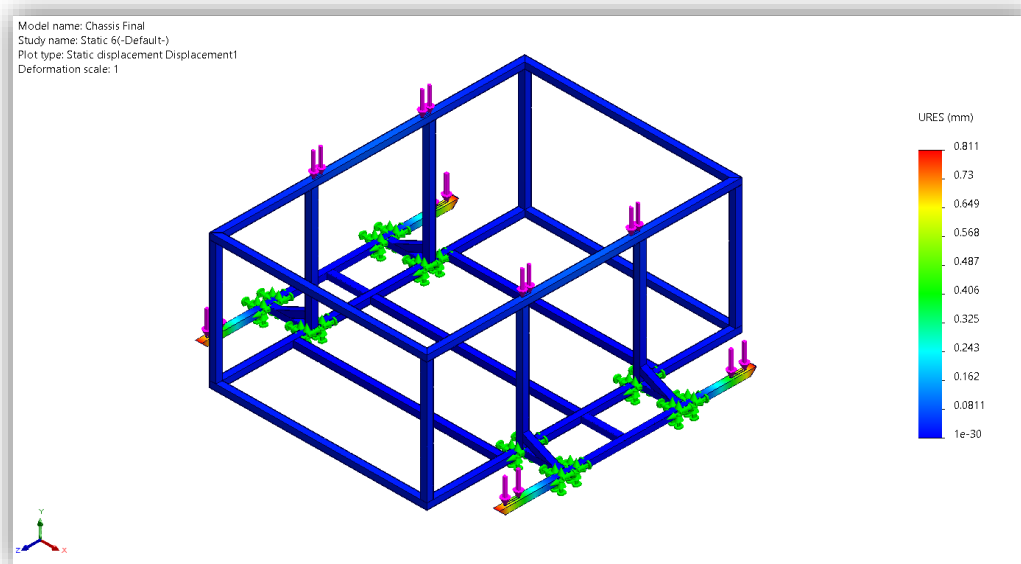 Model name: Chassis Final
Study name: Static 6(-Default-)
Plot type: Static displacement Displacement1
Deformation scale: 1
URES (mm)
0.811
0.73
0.649
0.568
0.487
0.406
0.325
0.243
0.162
0.0811
1e-30
Y
Z
X